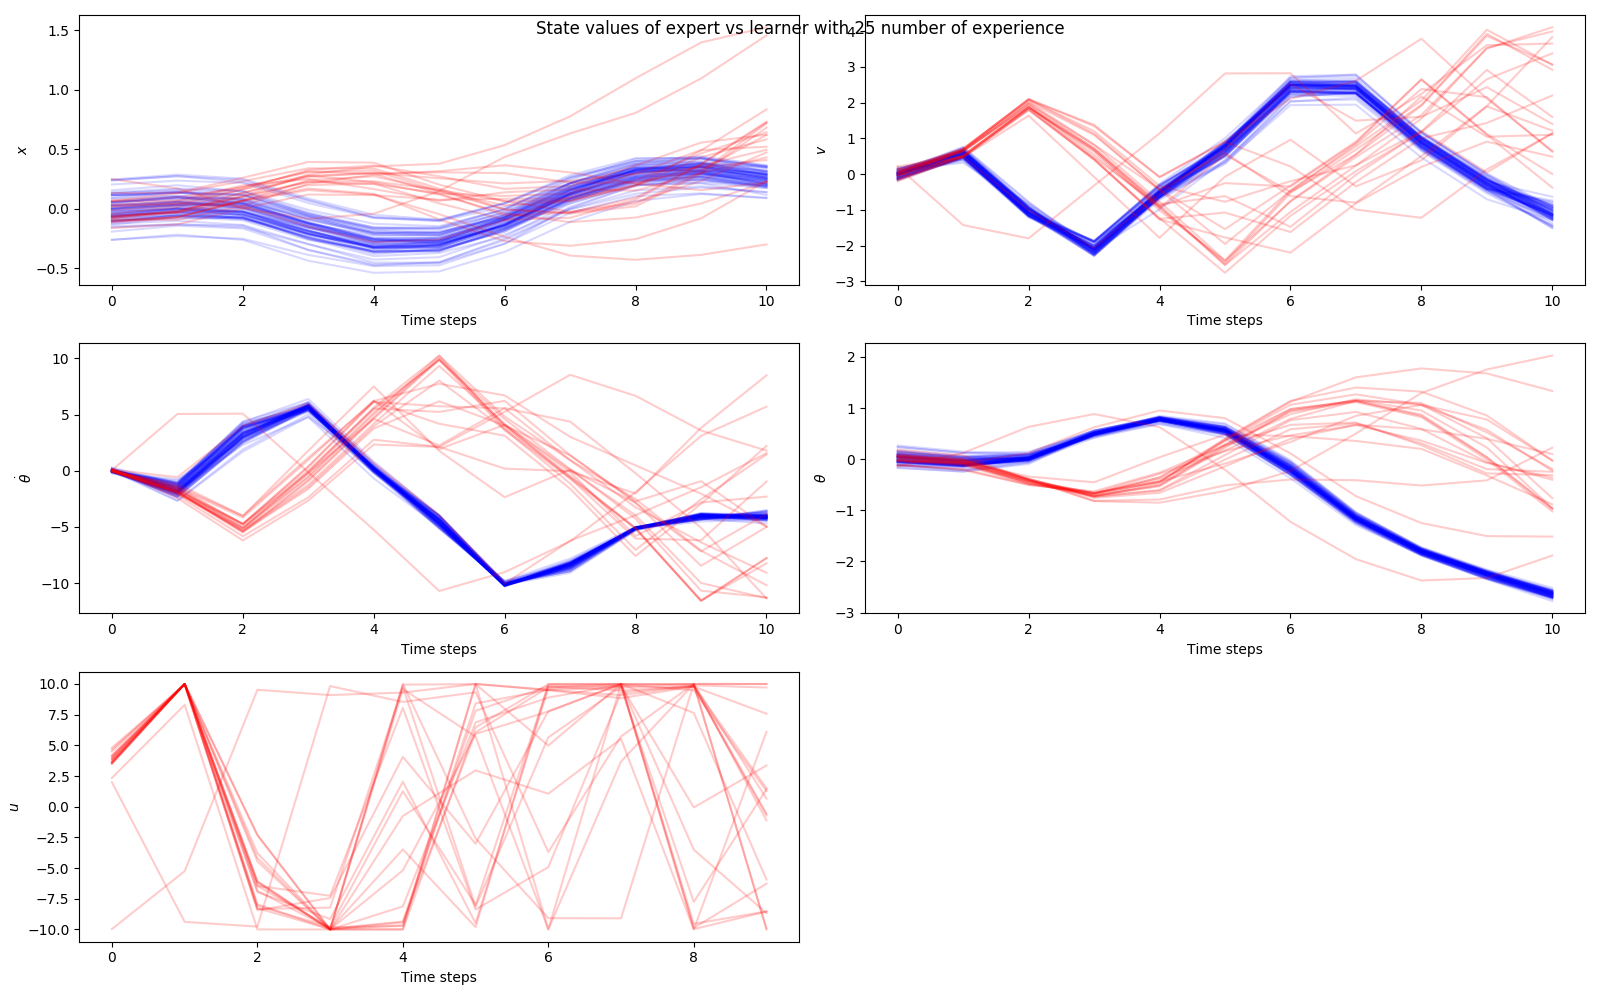 State values of expert vs learner with 25 number of experience
1.5
1.0
0.5
0.0
−0.5
x
0 2 4 6 8 10
Time steps
4
3
2
1
0
−1
−2
−3
v
0 2 4 6 8 10
Time steps
10
5
0
−5
−10
θ̇
0 2 4 6 8 10
Time steps
2
1
0
−1
−2
−3
θ
0 2 4 6 8 10
Time steps
10.0
7.5
5.0
2.5
0.0
−2.5
−5.0
−7.5
−10.0
u
0 2 4 6 8
Time steps